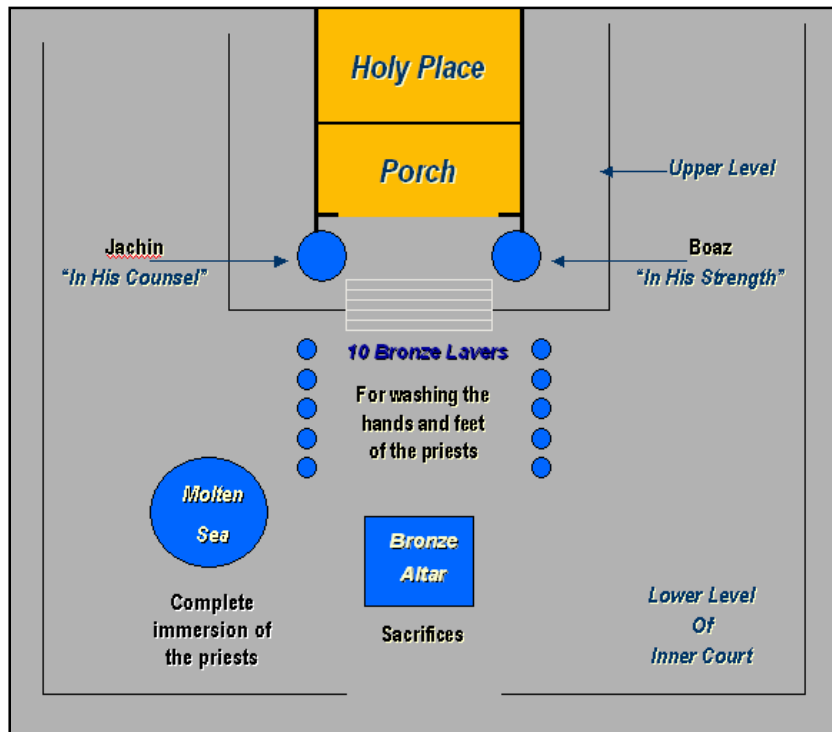 Holy Place
Porch
Upper Level
Jachin
“In His Counsel”
Boaz
“In His Strength”
10 Bronze Lavers
For washing the
hands and feet
of the priests
Molten
Sea
Complete
immersion of
the priests
Bronze
Altar
Sacrifices
Lower Level
Of
Inner Court